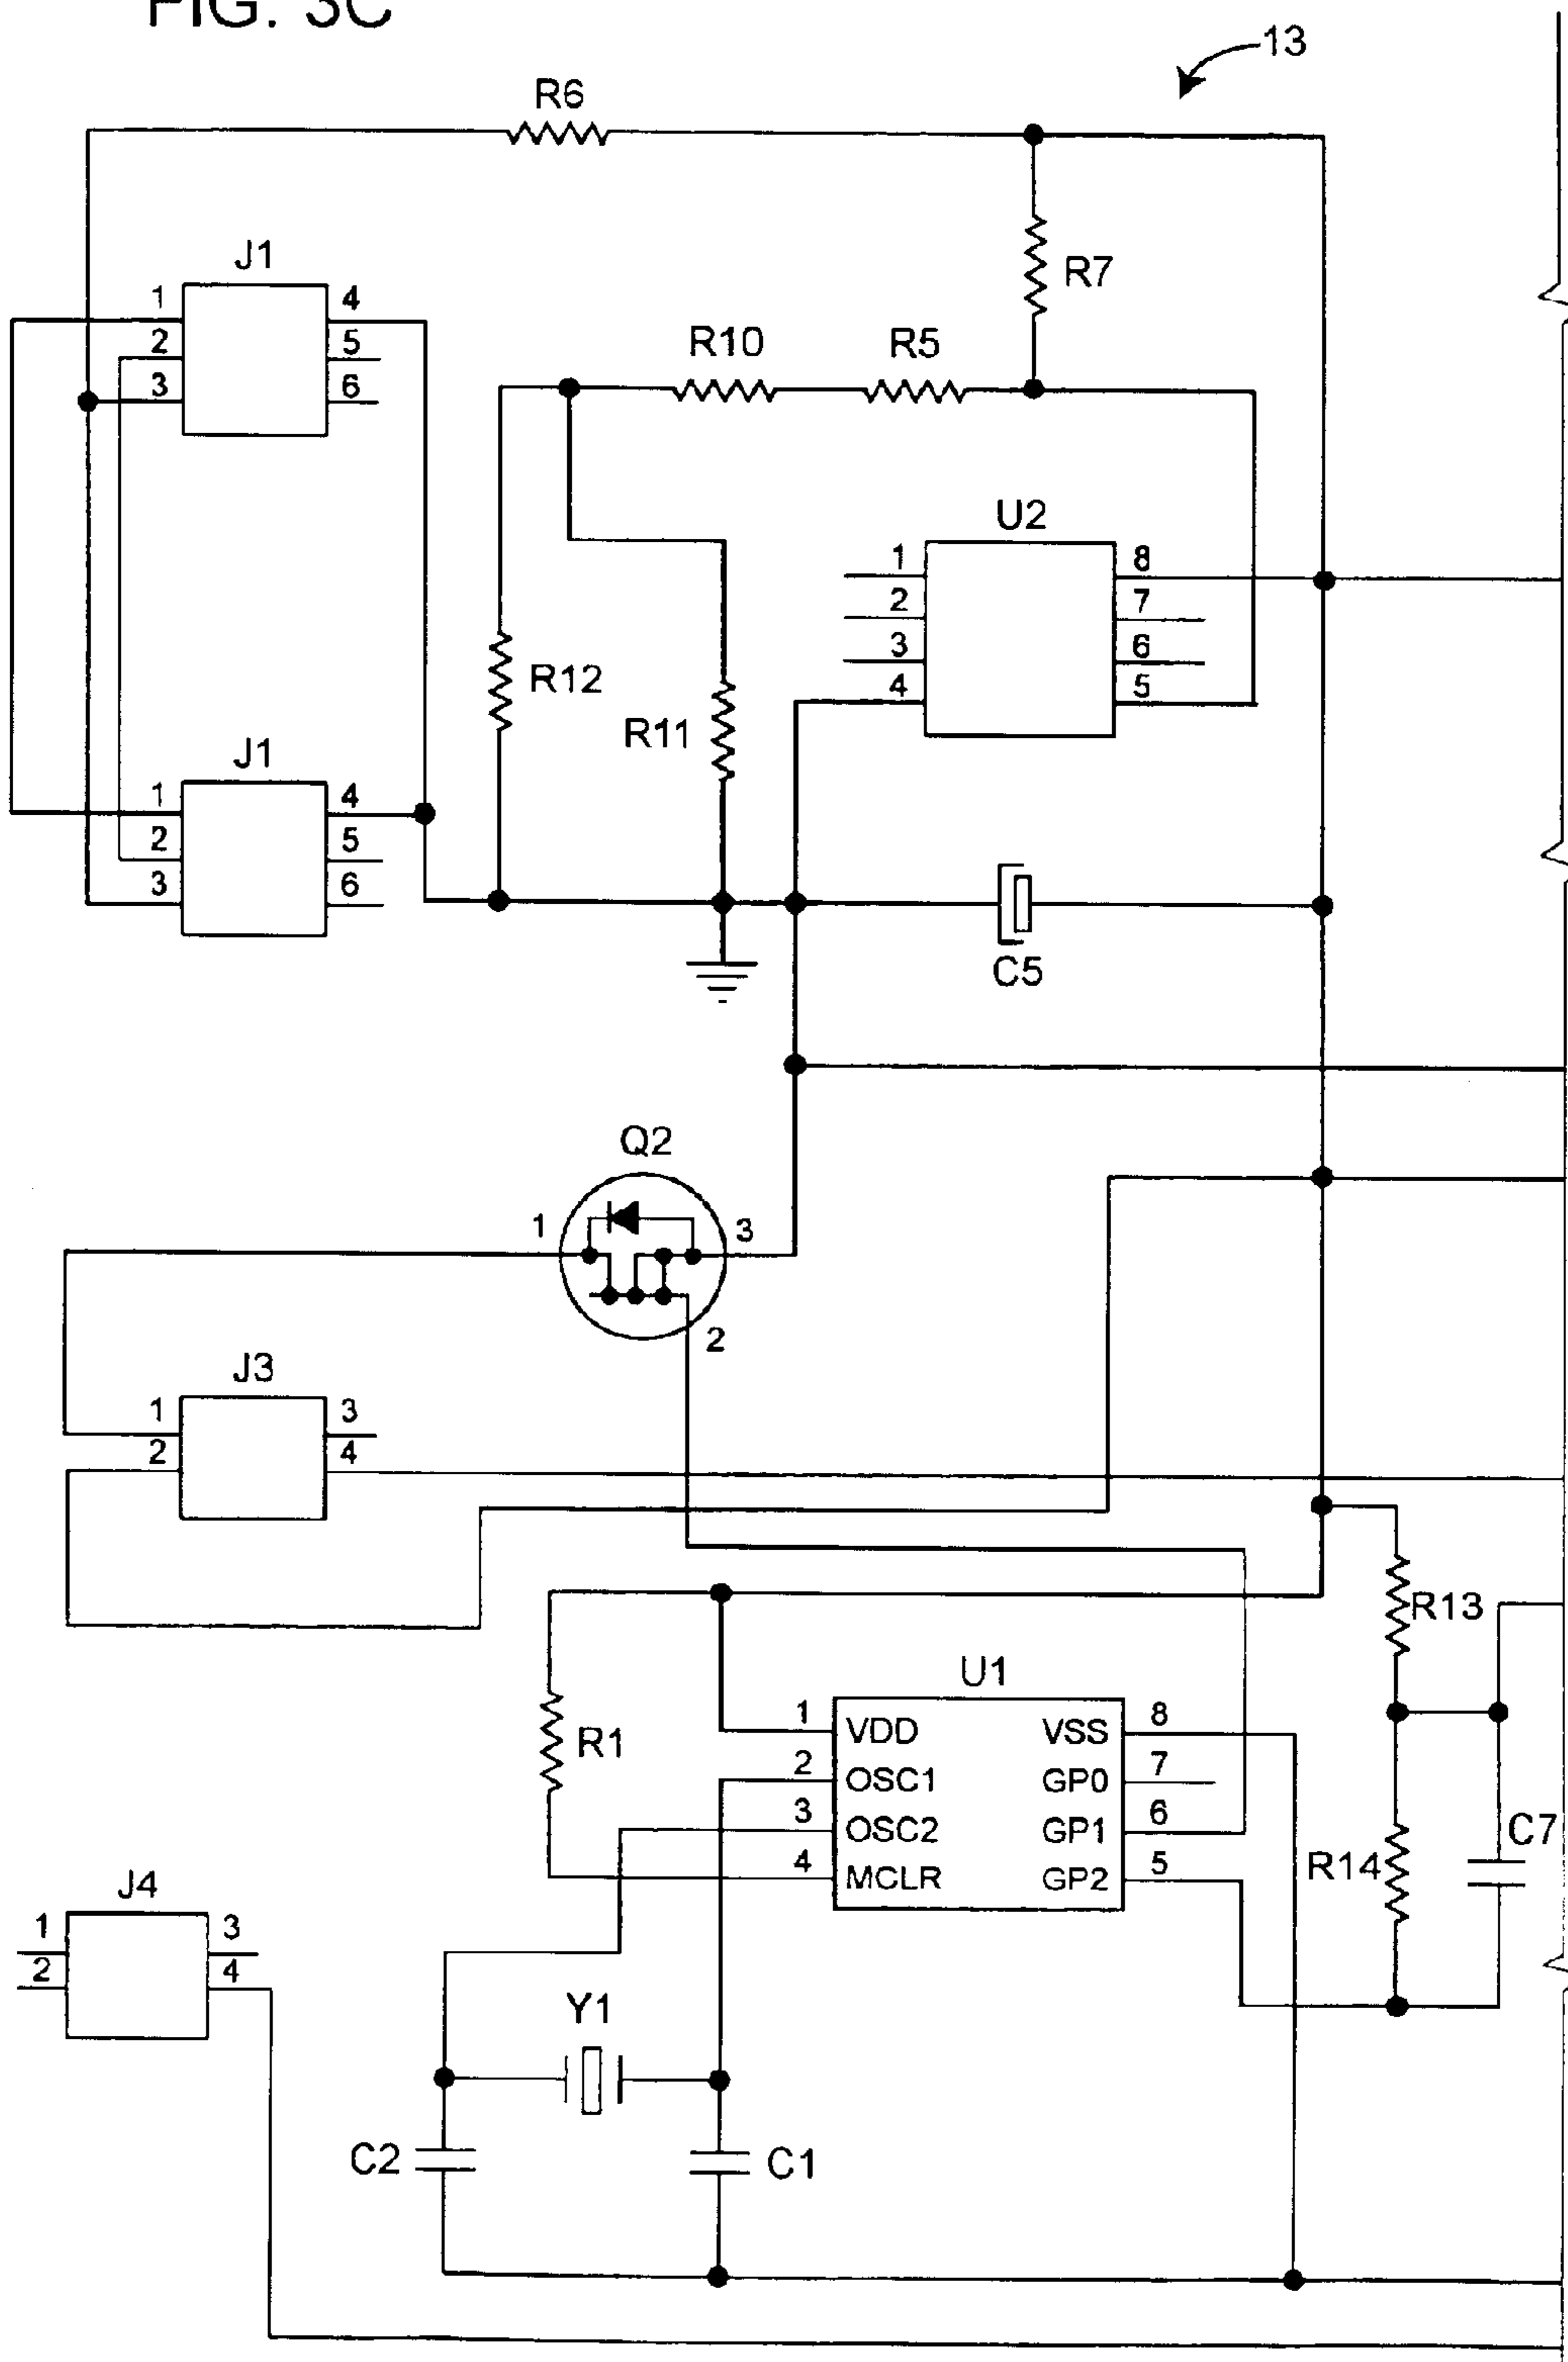 FIG. 3C
13
R6
R7
J1
1
2
3
4
5
6
R10
R5
U2
1
2
3
4
8
7
6
5
R12
R11
J1
1
2
3
4
5
6
C5
Q2
1
3
2
J3
1
2
3
4
R13
U1
R1
1
2
3
4
VDD
OSC1
OSC2
MCLR
VSS
GP0
GP1
GP2
8
7
6
5
R14
C7
J4
1
2
3
4
Y1
C2
C1